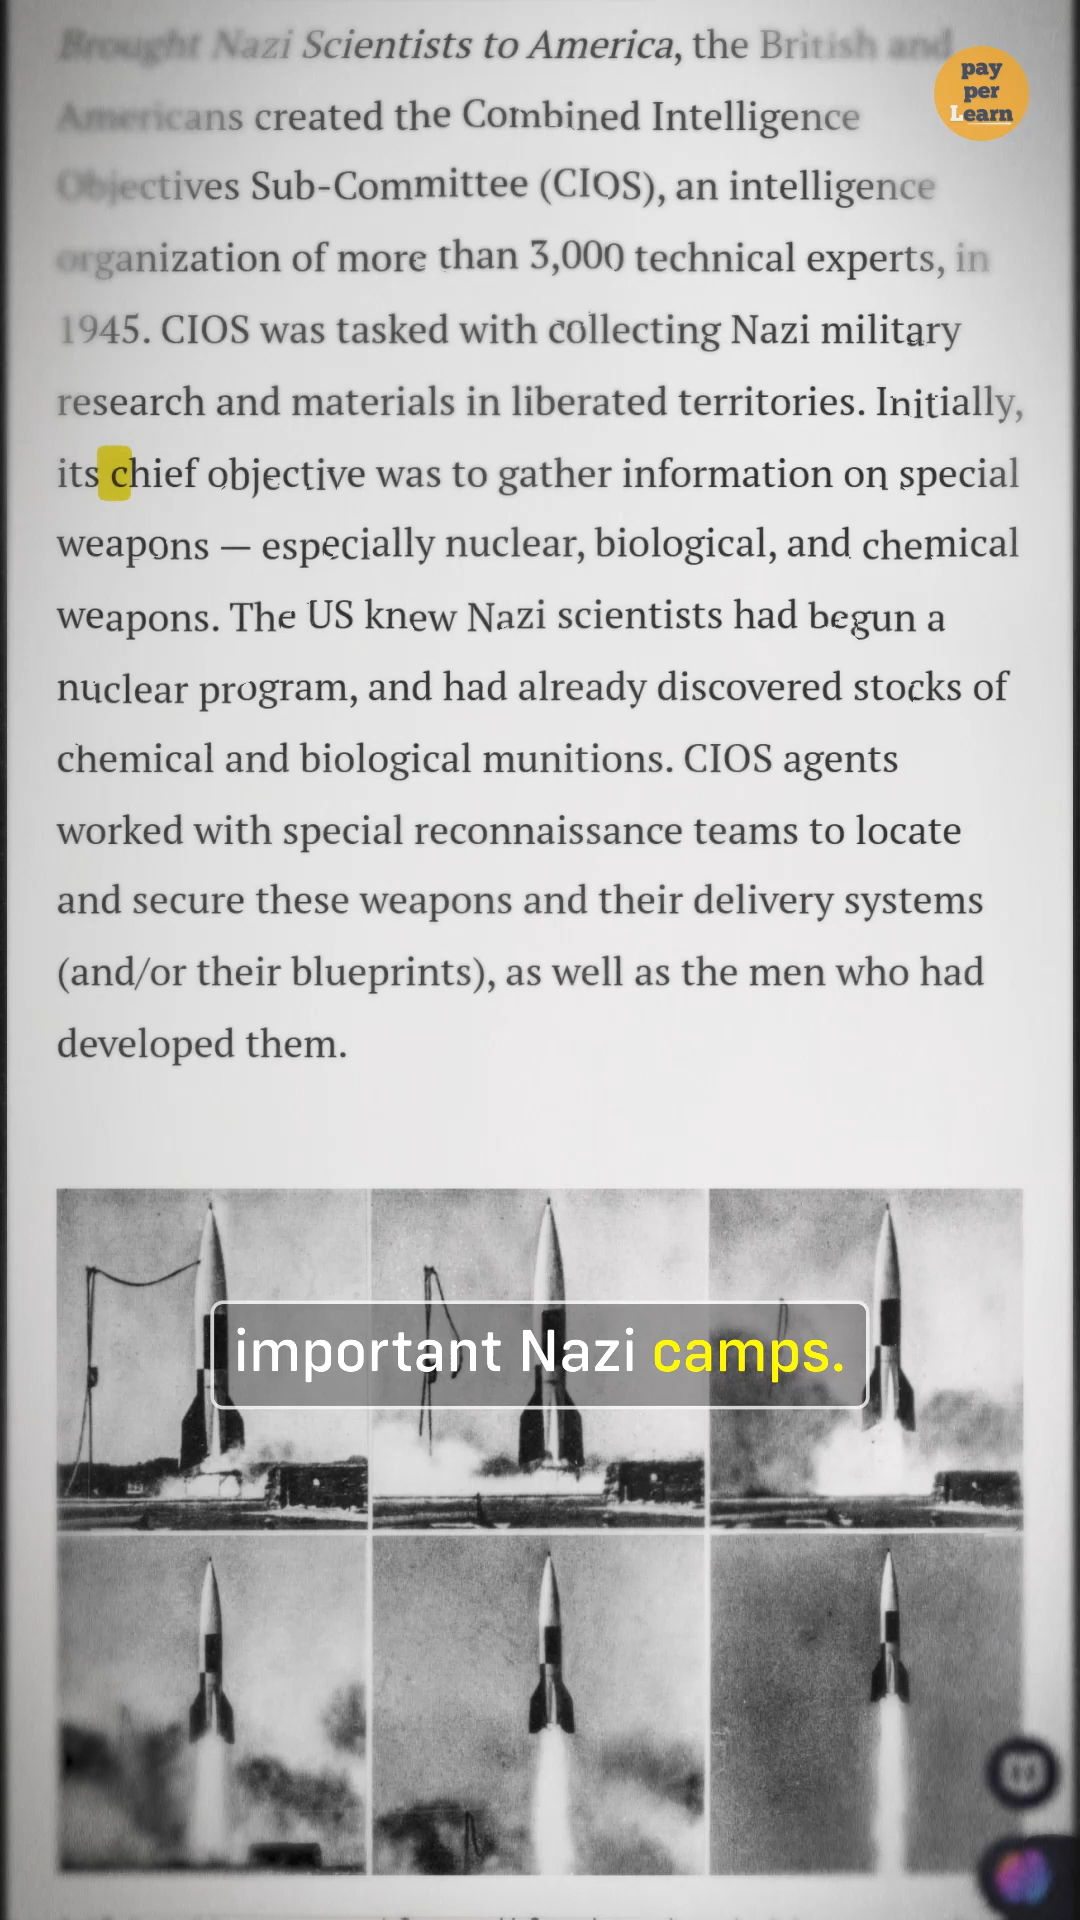 Brought Nazi Scientists to America, the British and
Americans created the Combined Intelligence
Objectives Sub-Committee (CIOS), an intelligence
organization of more than 3,000 technical experts, in
1945. CIOS was tasked with collecting Nazi military
research and materials in liberated territories. Initially,
its chief objective was to gather information on special
weapons — especially nuclear, biological, and chemical
weapons. The US knew Nazi scientists had begun a
nuclear program, and had already discovered stocks of
chemical and biological munitions. CIOS agents
worked with special reconnaissance teams to locate
and secure these weapons and their delivery systems
(and/or their blueprints), as well as the men who had
developed them.
pay
per
Learn
important Nazi camps.